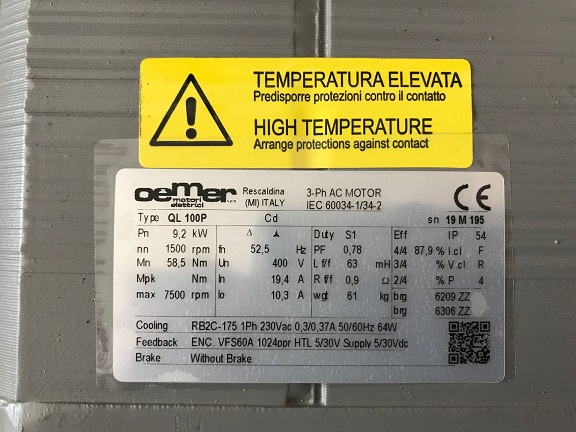 TEMPERATURA ELEVATA
Predisporre protezioni contro il contatto
HIGH TEMPERATURE
Arrange protections against contact
oemer s.p.a. motori elettrici Rescaldina (MI) ITALY 3-Ph AC MOTOR IEC 60034-1/34-2 CE
Type QL 100P Cd sn 19 M 195
Pn 9,2 kW Δ Duty S1 Eff IP 54
nn 1500 rpm fn 52,5 Hz PF 0,78 4/4 87,9 % I.cl F
Mn 58,5 Nm Un 400 V L f/f 63 mH 3/4 % V.cl R
Mpk Nm In 19,4 A R f/f 0,9 Ω 2/4 % P 4
max 7500 rpm Io 10,3 A wgt 61 kg brg 6209 ZZ
brg 6306 ZZ
Cooling RB2C-175 1Ph 230Vac 0,3/0,37A 50/60Hz 64W
Feedback ENC. VFS60A 1024ppr HTL 5/30V Supply 5/30Vdc
Brake Without Brake